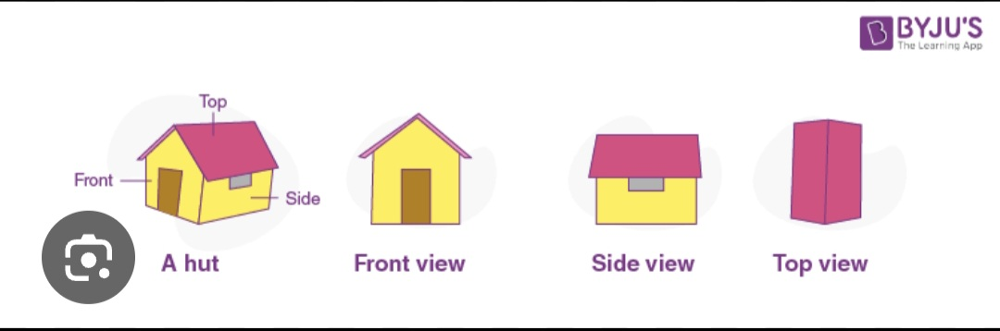 BYJU'S
The Learning App
Top
Front
Side
A hut
Front view
Side view
Top view